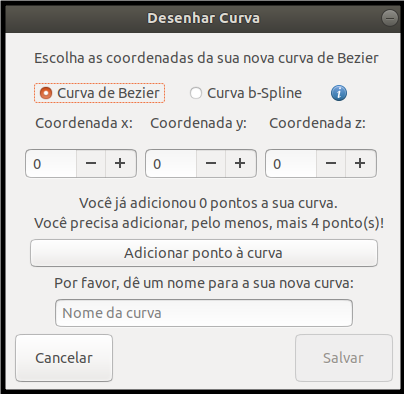 Desenhar Curva
Escolha as coordenadas da sua nova curva de Bezier
Curva de Bezier Curva b-Spline i
Coordenada x: Coordenada y: Coordenada z:
0 − + 0 − + 0 − +
Você já adicionou 0 pontos a sua curva.
Você precisa adicionar, pelo menos, mais 4 ponto(s)!
Adicionar ponto à curva
Por favor, dê um nome para a sua nova curva:
Nome da curva
Cancelar Salvar